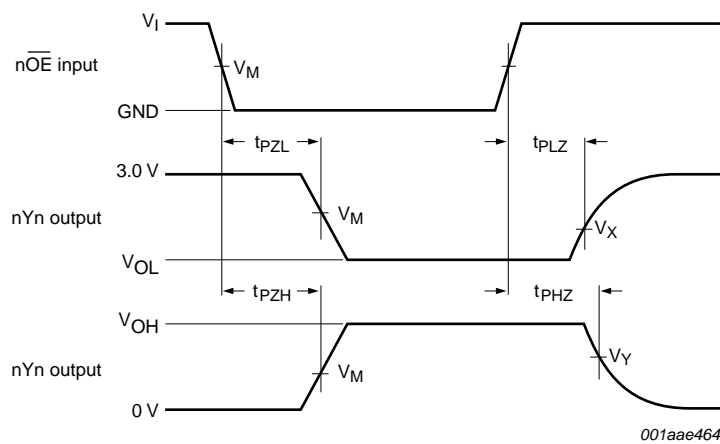 V_I
nO̅E̅ input
V_M
GND
t_PZL
t_PLZ
3.0 V
nYn output
V_M
V_X
V_OL
t_PZH
t_PHZ
V_OH
nYn output
V_M
V_Y
0 V
001aae464